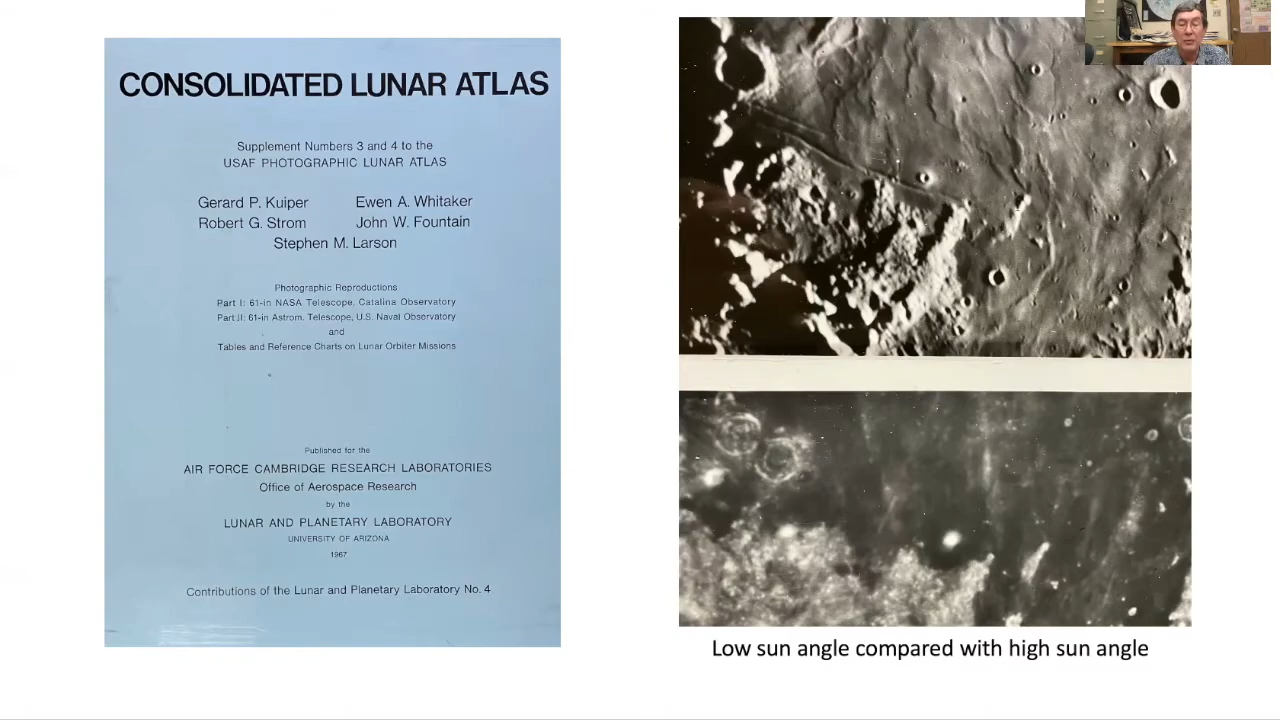 CONSOLIDATED LUNAR ATLAS
Supplement Numbers 3 and 4 to the
USAF PHOTOGRAPHIC LUNAR ATLAS
Gerard P. Kuiper Ewen A. Whitaker
Robert G. Strom John W. Fountain
Stephen M. Larson
Photographic Reproductions
Part I: 61-in NASA Telescope, Catalina Observatory
Part II: 61-in Astrom. Telescope, U.S. Naval Observatory
and
Tables and Reference Charts on Lunar Orbiter Missions
Published for the
AIR FORCE CAMBRIDGE RESEARCH LABORATORIES
Office of Aerospace Research
by the
LUNAR AND PLANETARY LABORATORY
UNIVERSITY OF ARIZONA
1967
Contributions of the Lunar and Planetary Laboratory No. 4
Low sun angle compared with high sun angle